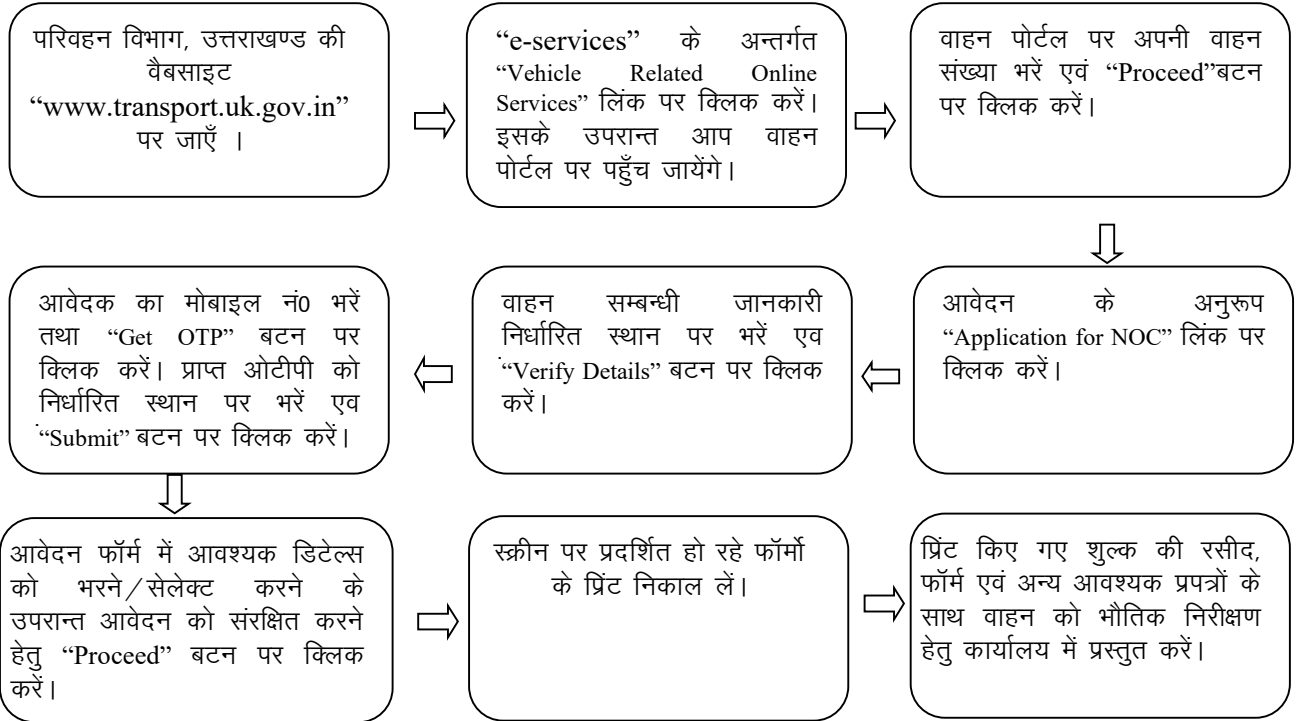 परिवहन विभाग, उत्तराखण्ड की
वैबसाइट
“www.transport.uk.gov.in”
पर जाएँ ।
“e-services” के अन्तर्गत
“Vehicle Related Online
Services” लिंक पर क्लिक करें।
इसके उपरान्त आप वाहन
पोर्टल पर पहुँच जायेंगे।
वाहन पोर्टल पर अपनी वाहन
संख्या भरें एवं “Proceed”बटन
पर क्लिक करें।
आवेदन के अनुरूप
“Application for NOC” लिंक पर
क्लिक करें।
वाहन सम्बन्धी जानकारी
निर्धारित स्थान पर भरें एव
ं“Verify Details” बटन पर क्लिक
करें।
आवेदक का मोबाइल नं0 भरें
तथा “Get OTP” बटन पर
क्लिक करें। प्राप्त ओटीपी को
निर्धारित स्थान पर भरें एव
ं“Submit” बटन पर क्लिक करें।
आवेदन फॉर्म में आवश्यक डिटेल्स
को भरने/सेलेक्ट करने के
उपरान्त आवेदन को संरक्षित करने
हेतु “Proceed” बटन पर क्लिक
करें।
स्क्रीन पर प्रदर्शित हो रहे फॉर्मो
के प्रिंट निकाल लें।
प्रिंट किए गए शुल्क की रसीद,
फॉर्म एवं अन्य आवश्यक प्रपत्रों के
साथ वाहन को भौतिक निरीक्षण
हेतु कार्यालय में प्रस्तुत करें।